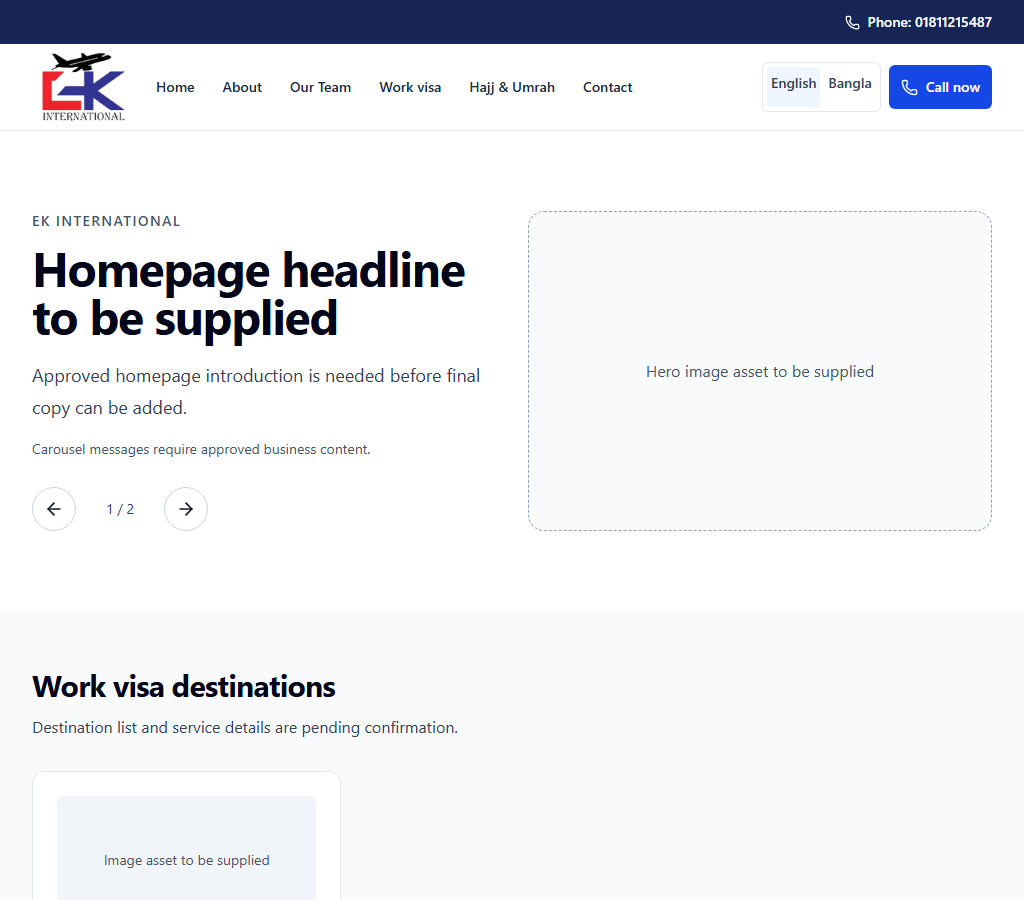 Phone: 01811215487
EK
INTERNATIONAL
Home
About
Our Team
Work visa
Hajj & Umrah
Contact
English
Bangla
Call now
EK INTERNATIONAL
Homepage headline
to be supplied
Approved homepage introduction is needed before final
copy can be added.
Carousel messages require approved business content.
1 / 2
Hero image asset to be supplied
Work visa destinations
Destination list and service details are pending confirmation.
Image asset to be supplied